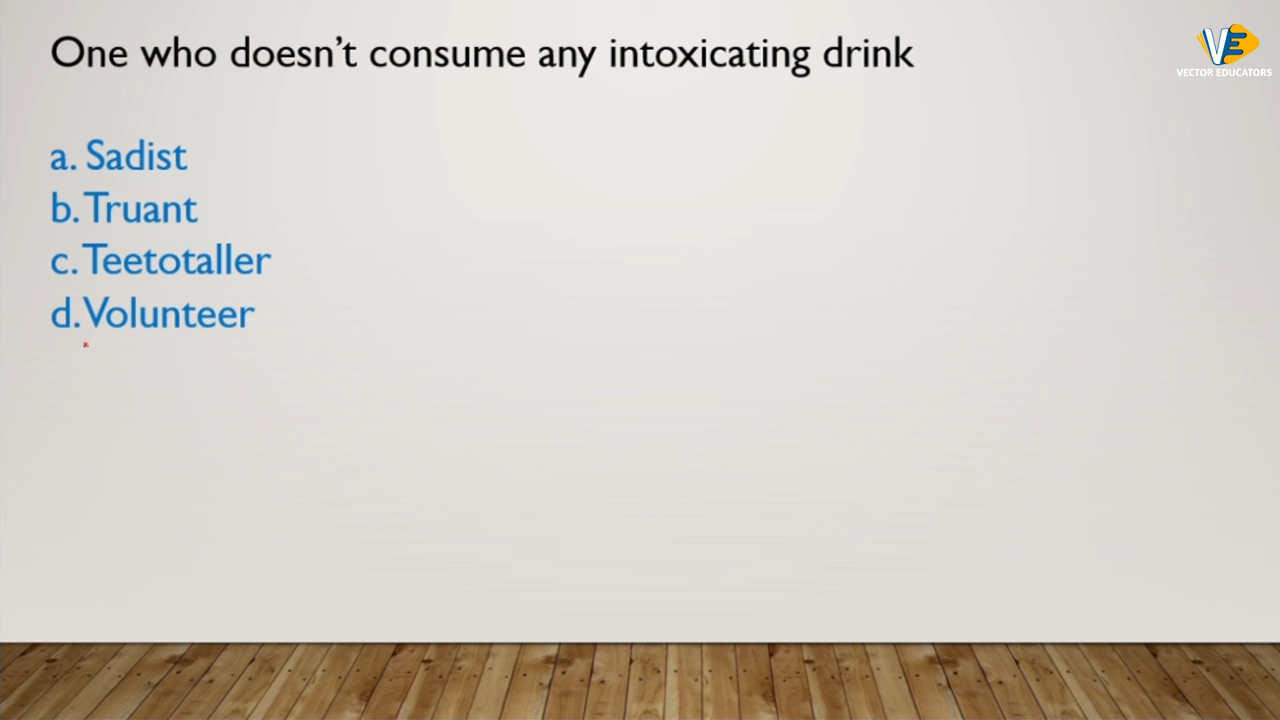 One who doesn't consume any intoxicating drink
VE
VECTOR EDUCATORS
a. Sadist
b. Truant
c. Teetotaller
d. Volunteer